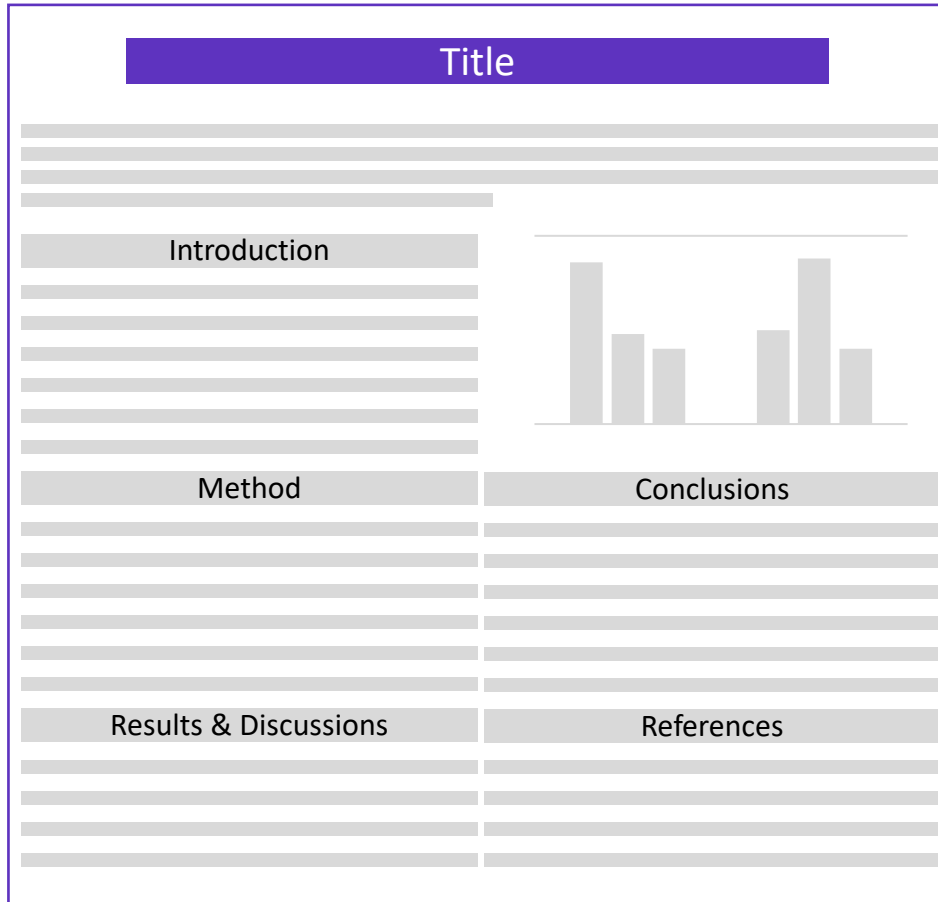 Title
Introduction
Method
Results & Discussions
Conclusions
References